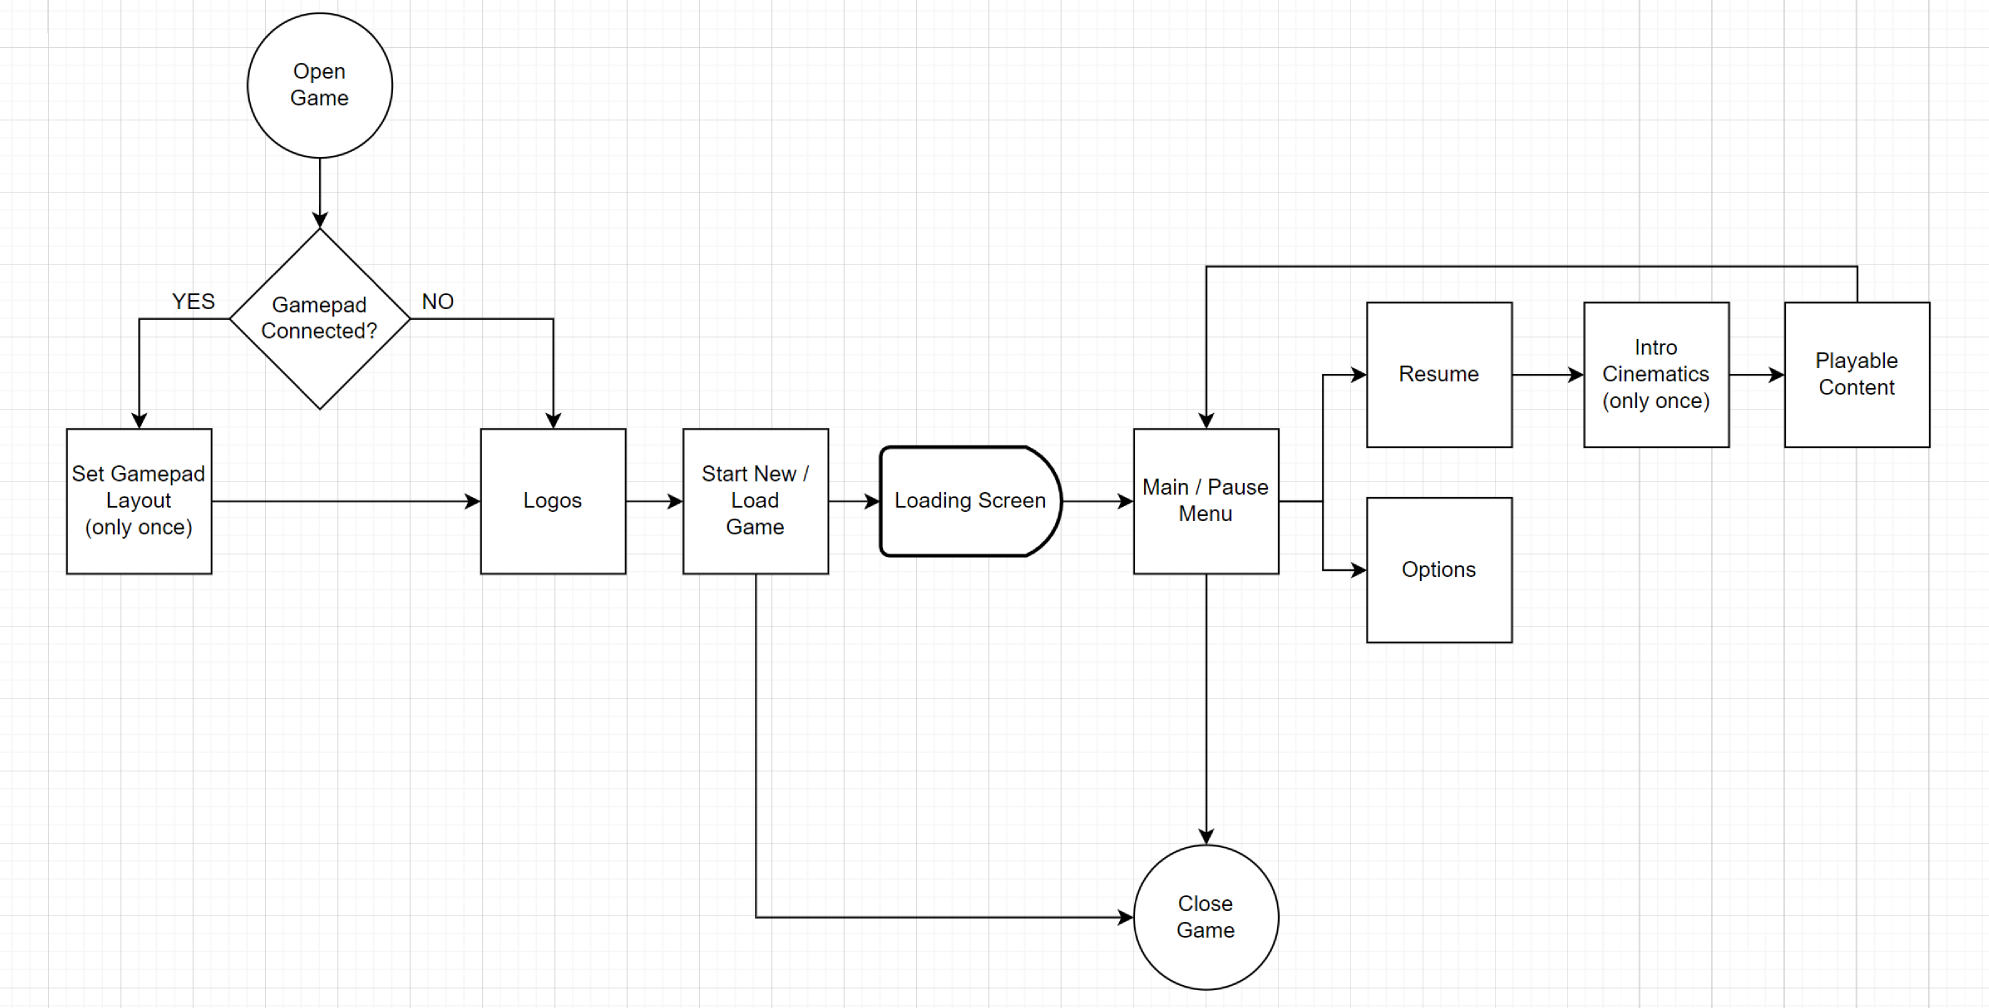 Open
Game
YES
Gamepad
Connected?
NO
Set Gamepad
Layout
(only once)
Logos
Start New /
Load
Game
Loading Screen
Main / Pause
Menu
Resume
Intro
Cinematics
(only once)
Playable
Content
Options
Close
Game